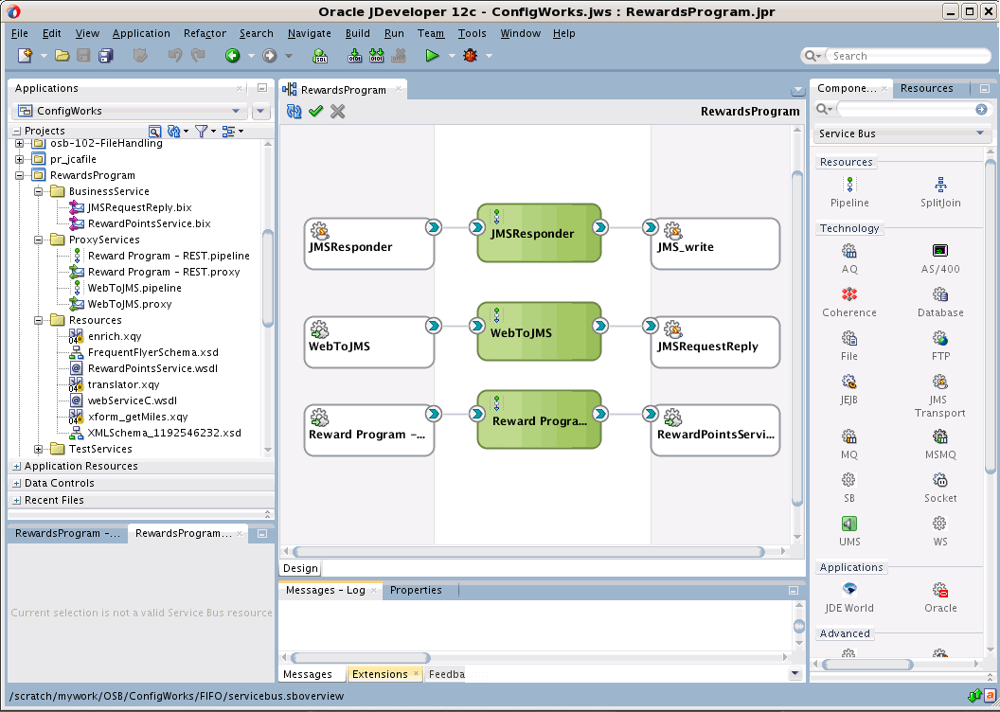 Oracle JDeveloper 12c - ConfigWorks.jws : RewardsProgram.jpr
File Edit View Application Refactor Search Navigate Build Run Team Tools Window Help
Search
Applications
ConfigWorks
Projects
osb-102-FileHandling
pr_jcafile
RewardsProgram
BusinessService
JMSRequestReply.bix
RewardPointsService.bix
ProxyServices
Reward Program - REST.pipeline
Reward Program - REST.proxy
WebToJMS.pipeline
WebToJMS.proxy
Resources
enrich.xqy
FrequentFlyerSchema.xsd
RewardPointsService.wsdl
translator.xqy
webServiceC.wsdl
xform_getMiles.xqy
XMLSchema_1192546232.xsd
TestServices
Application Resources
Data Controls
Recent Files
RewardsProgram -... RewardsProgram...
Current selection is not a valid Service Bus resource
RewardsProgram
RewardsProgram
JMSResponder
JMSResponder
JMS_write
WebToJMS
WebToJMS
JMSRequestReply
Reward Program -...
Reward Progra...
RewardPointsServi...
Design
Messages - Log Properties
Messages Extensions Feedba
Compone... Resources
Service Bus
Resources
Pipeline SplitJoin
Technology
AQ AS/400
Coherence Database
File FTP
JEJB JMS
Transport
MQ MSMQ
SB Socket
UMS WS
Applications
JDE World Oracle
Advanced
/scratch/mywork/OSB/ConfigWorks/FIFO/servicebus.sboverview